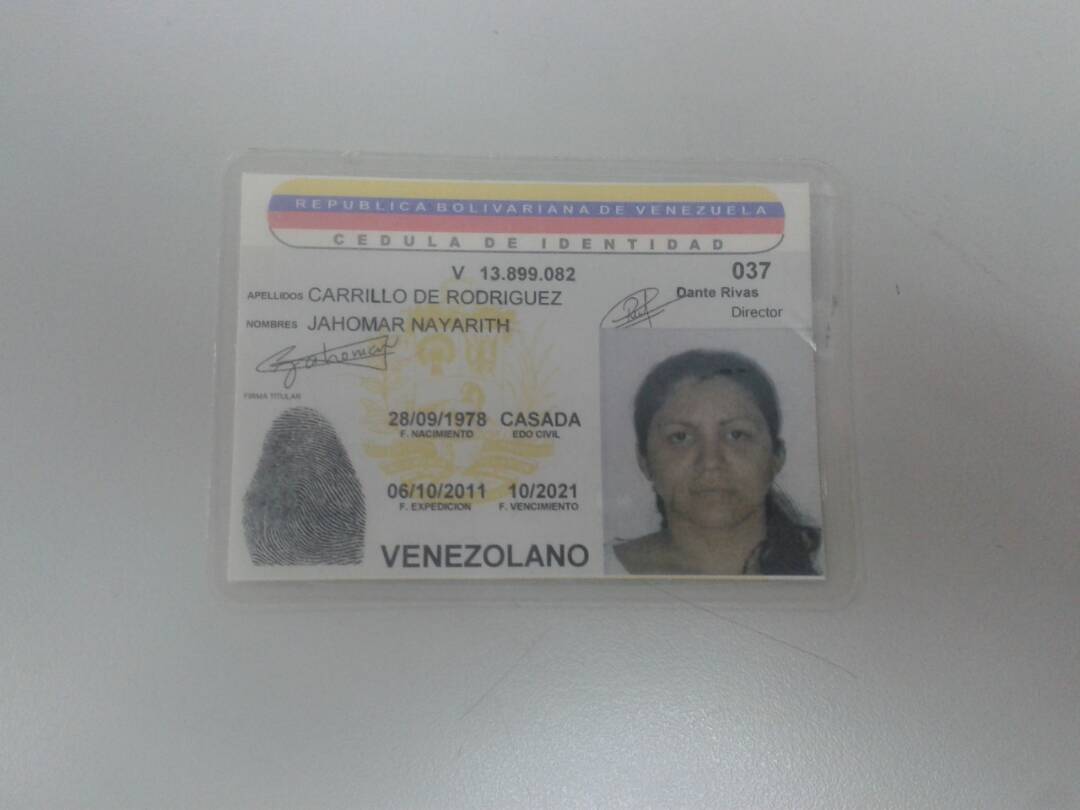 REPUBLICA BOLIVARIANA DE VENEZUELA
CEDULA DE IDENTIDAD
V 13.899.082 037
APELLIDOS CARRILLO DE RODRIGUEZ Dante Rivas
Director
NOMBRES JAHOMAR NAYARITH
Jahomar
FIRMA TITULAR
28/09/1978 CASADA
F. NACIMIENTO EDO CIVIL
06/10/2011 10/2021
F. EXPEDICION F. VENCIMIENTO
VENEZOLANO